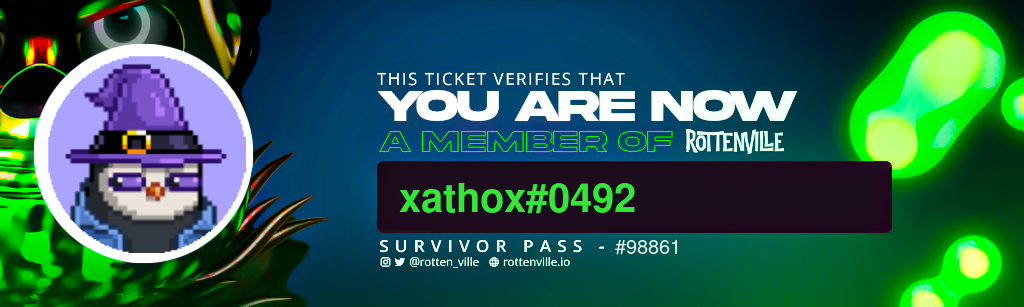 THIS TICKET VERIFIES THAT
YOU ARE NOW
A MEMBER OF ROTTENVILLE
xathox#0492
SURVIVOR PASS - #98861
@rotten_ville rottenville.io